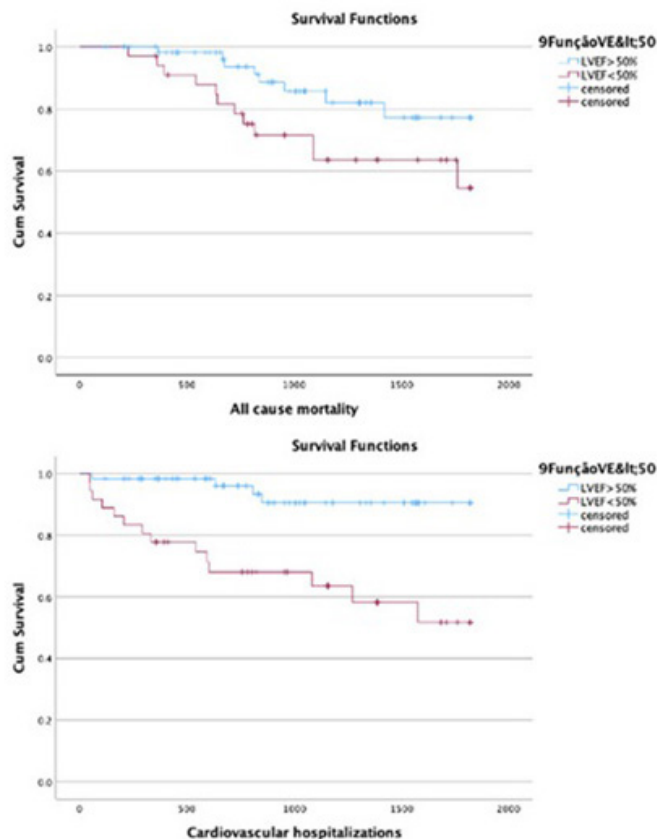 Survival Functions
9FunçãoVE&lt;50
LVEF>50%
LVEF<50%
censored
censored
1.0
0.8
0.6
0.4
0.2
0.0
Cum Survival
0
500
1000
1500
2000
All cause mortality
Survival Functions
9FunçãoVE&lt;50
LVEF>50%
LVEF<50%
censored
censored
1.0
0.8
0.6
0.4
0.2
0.0
Cum Survival
0
500
1000
1500
2000
Cardiovascular hospitalizations